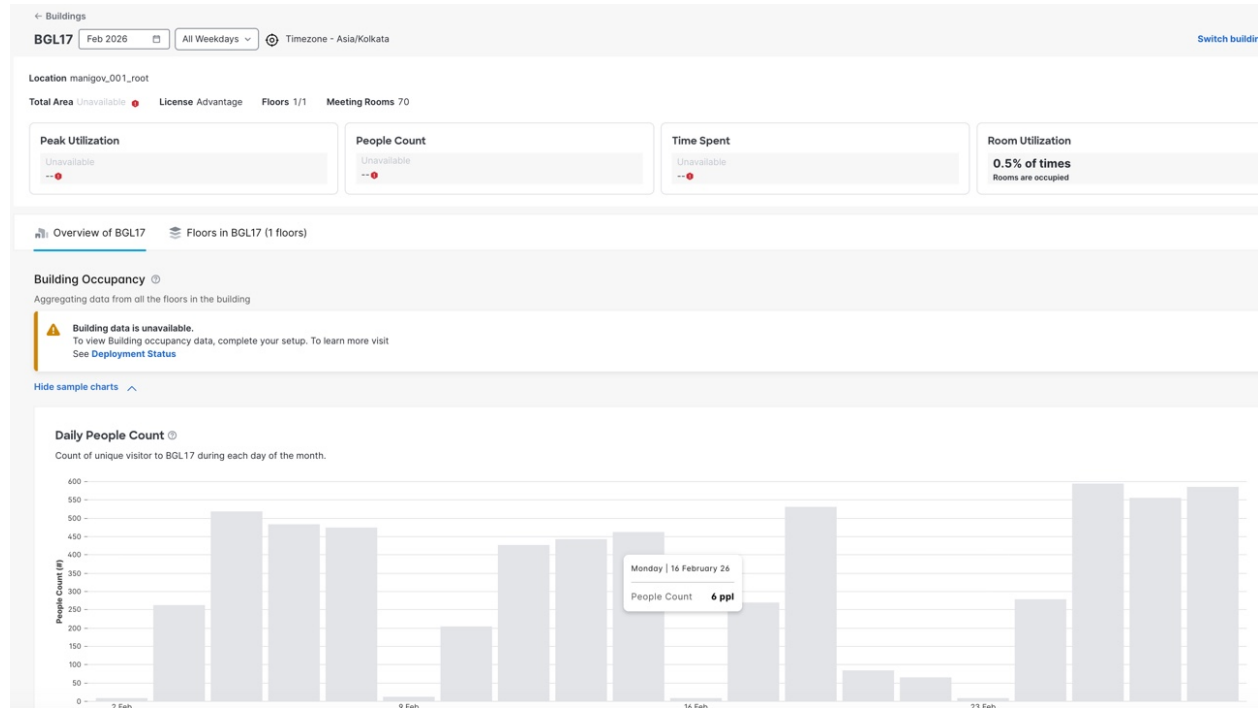 ← Buildings
BGL17 Feb 2026 All Weekdays Timezone - Asia/Kolkata Switch buildin
Location manigov_001_root
Total Area Unavailable License Advantage Floors 1/1 Meeting Rooms 70
Peak Utilization
Unavailable
--
People Count
Unavailable
--
Time Spent
Unavailable
--
Room Utilization
0.5% of times
Rooms are occupied
Overview of BGL17 Floors in BGL17 (1 floors)
Building Occupancy
Aggregating data from all the floors in the building
Building data is unavailable.
To view Building occupancy data, complete your setup. To learn more visit
See Deployment Status
Hide sample charts
Daily People Count
Count of unique visitor to BGL17 during each day of the month.
People Count (#)
600
550
500
450
400
350
300
250
200
150
100
50
0
Monday | 16 February 26
People Count 6 ppl
2 Feb 9 Feb 16 Feb 23 Feb